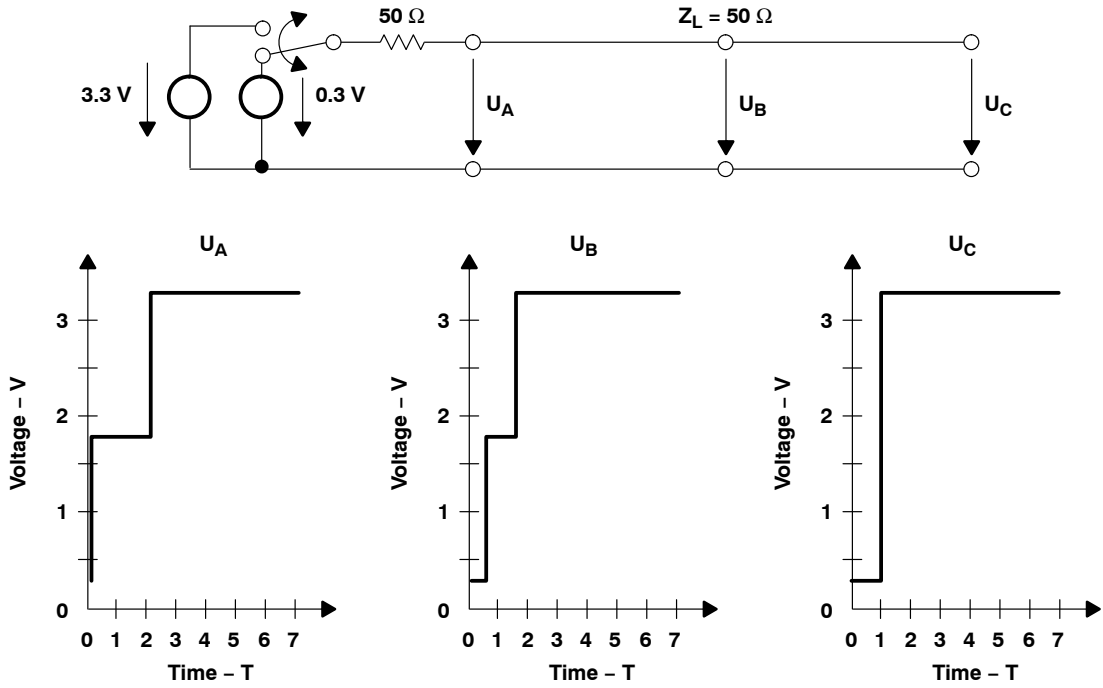 50 Ω
Z_L = 50 Ω
3.3 V
0.3 V
U_A
U_B
U_C
U_A
3
2
1
0
Voltage – V
0 1 2 3 4 5 6 7
Time – T
U_B
3
2
1
0
Voltage – V
0 1 2 3 4 5 6 7
Time – T
U_C
3
2
1
0
Voltage – V
0 1 2 3 4 5 6 7
Time – T